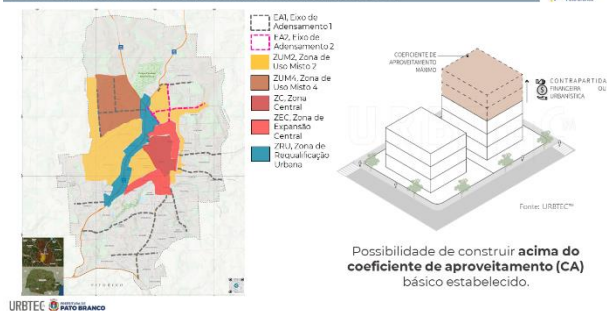 EA1, Eixo de
Adensamento 1
EA2, Eixo de
Adensamento 2
ZUM2, Zona de
Uso Misto 2
ZUM4, Zona de
Uso Misto 4
ZC, Zona
Central
ZEC, Zona de
Expansão
Central
ZRU, Zona de
Requalificação
Urbana
COEFICIENTE DE
APROVEITAMENTO
MÁXIMO
CONTRAPARTIDA
FINANCEIRA OU
URBANÍSTICA
Fonte: URBTEC™
Possibilidade de construir acima do
coeficiente de aproveitamento (CA)
básico estabelecido.
URBTEC
PATO BRANCO